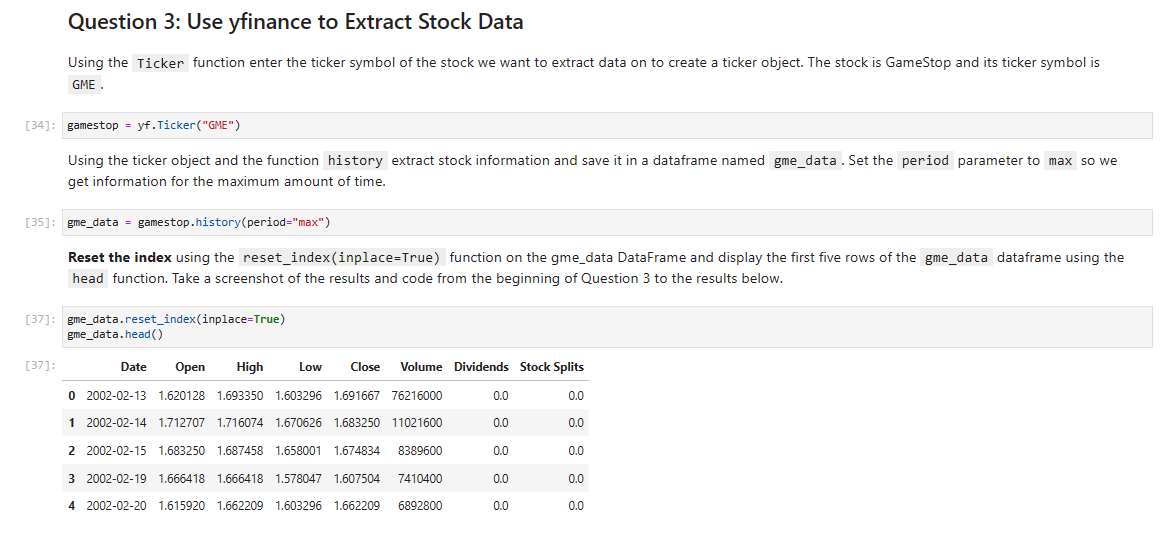 Question 3: Use yfinance to Extract Stock Data
Using the Ticker function enter the ticker symbol of the stock we want to extract data on to create a ticker object. The stock is GameStop and its ticker symbol is
GME .
[34]: gamestop = yf.Ticker("GME")
Using the ticker object and the function history extract stock information and save it in a dataframe named gme_data . Set the period parameter to max so we
get information for the maximum amount of time.
[35]: gme_data = gamestop.history(period="max")
Reset the index using the reset_index(inplace=True) function on the gme_data DataFrame and display the first five rows of the gme_data dataframe using the
head function. Take a screenshot of the results and code from the beginning of Question 3 to the results below.
[37]: gme_data.reset_index(inplace=True)
gme_data.head()
[37]: Date Open High Low Close Volume Dividends Stock Splits
0 2002-02-13 1.620128 1.693350 1.603296 1.691667 76216000 0.0 0.0
1 2002-02-14 1.712707 1.716074 1.670626 1.683250 11021600 0.0 0.0
2 2002-02-15 1.683250 1.687458 1.658001 1.674834 8389600 0.0 0.0
3 2002-02-19 1.666418 1.666418 1.578047 1.607504 7410400 0.0 0.0
4 2002-02-20 1.615920 1.662209 1.603296 1.662209 6892800 0.0 0.0